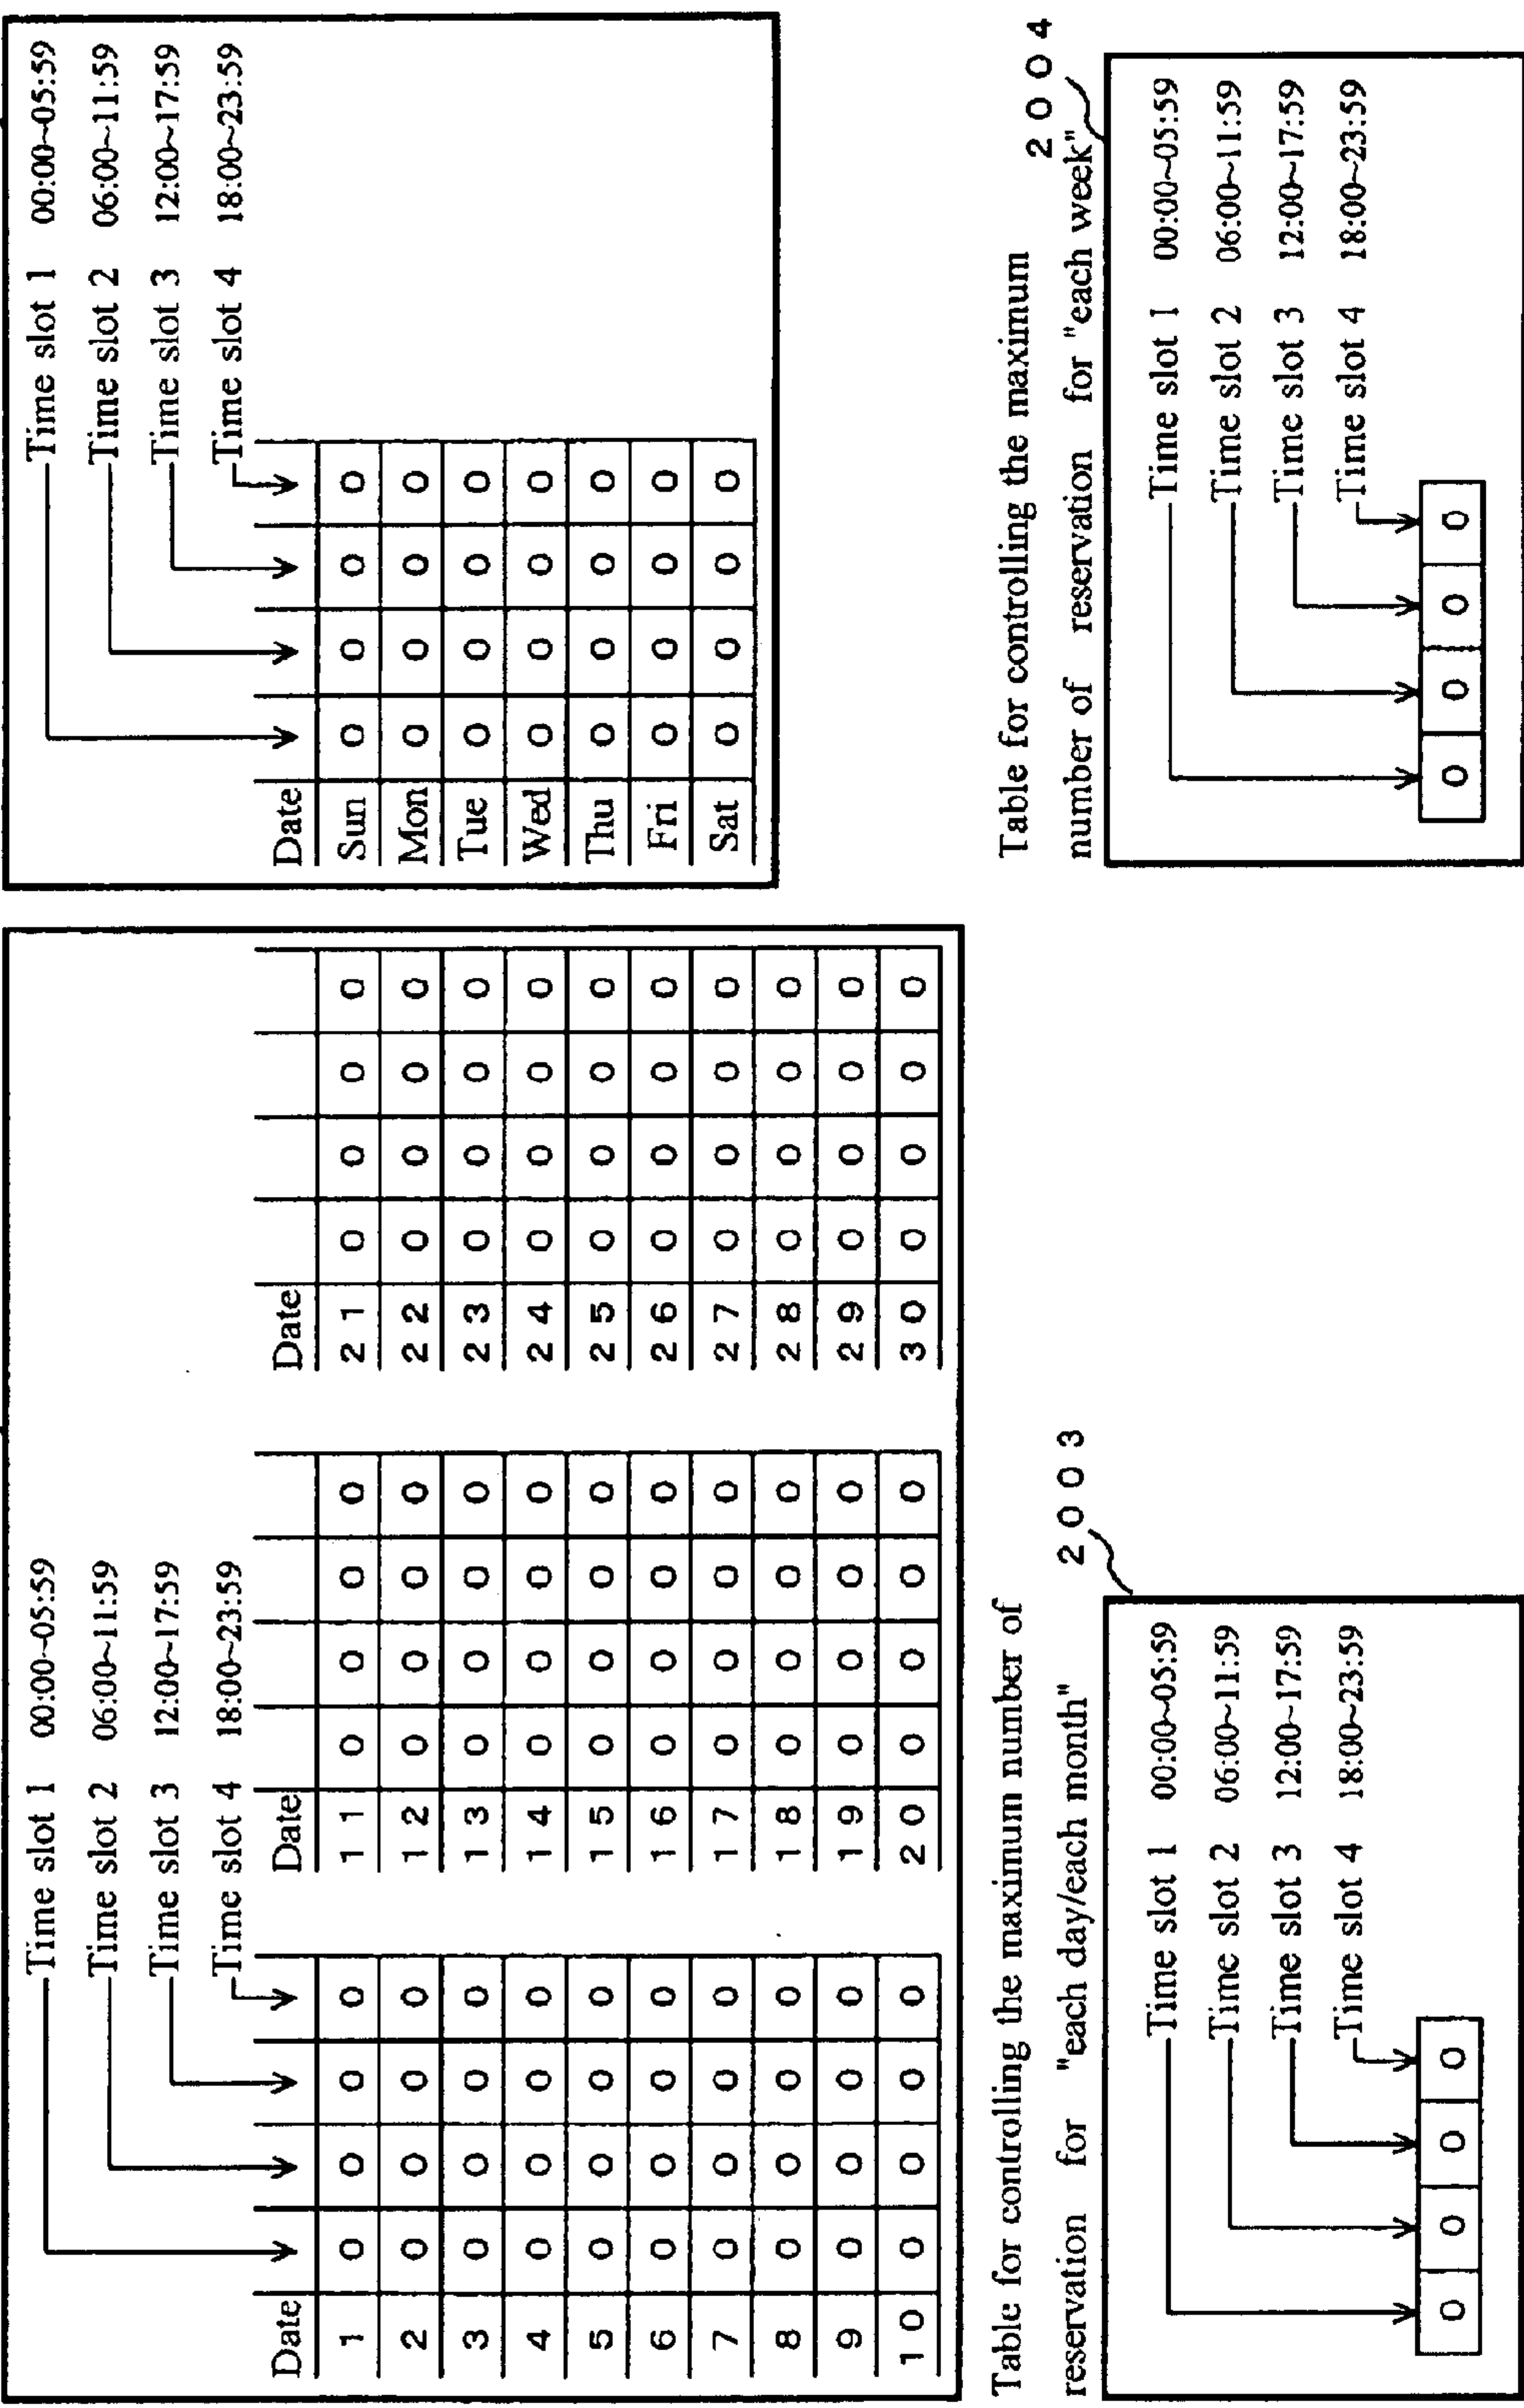 Time slot 1 00:00~05:59
Time slot 2 06:00~11:59
Time slot 3 12:00~17:59
Time slot 4 18:00~23:59
Date Date Date
1 0 0 0 0 11 0 0 0 0 21 0 0 0 0
2 0 0 0 0 12 0 0 0 0 22 0 0 0 0
3 0 0 0 0 13 0 0 0 0 23 0 0 0 0
4 0 0 0 0 14 0 0 0 0 24 0 0 0 0
5 0 0 0 0 15 0 0 0 0 25 0 0 0 0
6 0 0 0 0 16 0 0 0 0 26 0 0 0 0
7 0 0 0 0 17 0 0 0 0 27 0 0 0 0
8 0 0 0 0 18 0 0 0 0 28 0 0 0 0
9 0 0 0 0 19 0 0 0 0 29 0 0 0 0
10 0 0 0 0 20 0 0 0 0 30 0 0 0 0
Time slot 1 00:00~05:59
Time slot 2 06:00~11:59
Time slot 3 12:00~17:59
Time slot 4 18:00~23:59
Date
Sun 0 0 0 0
Mon 0 0 0 0
Tue 0 0 0 0
Wed 0 0 0 0
Thu 0 0 0 0
Fri 0 0 0 0
Sat 0 0 0 0
Table for controlling the maximum number of
reservation for "each day/each month"
2003
Time slot 1 00:00~05:59
Time slot 2 06:00~11:59
Time slot 3 12:00~17:59
Time slot 4 18:00~23:59
0 0 0 0
Table for controlling the maximum
number of reservation for "each week"
2004
Time slot 1 00:00~05:59
Time slot 2 06:00~11:59
Time slot 3 12:00~17:59
Time slot 4 18:00~23:59
0 0 0 0